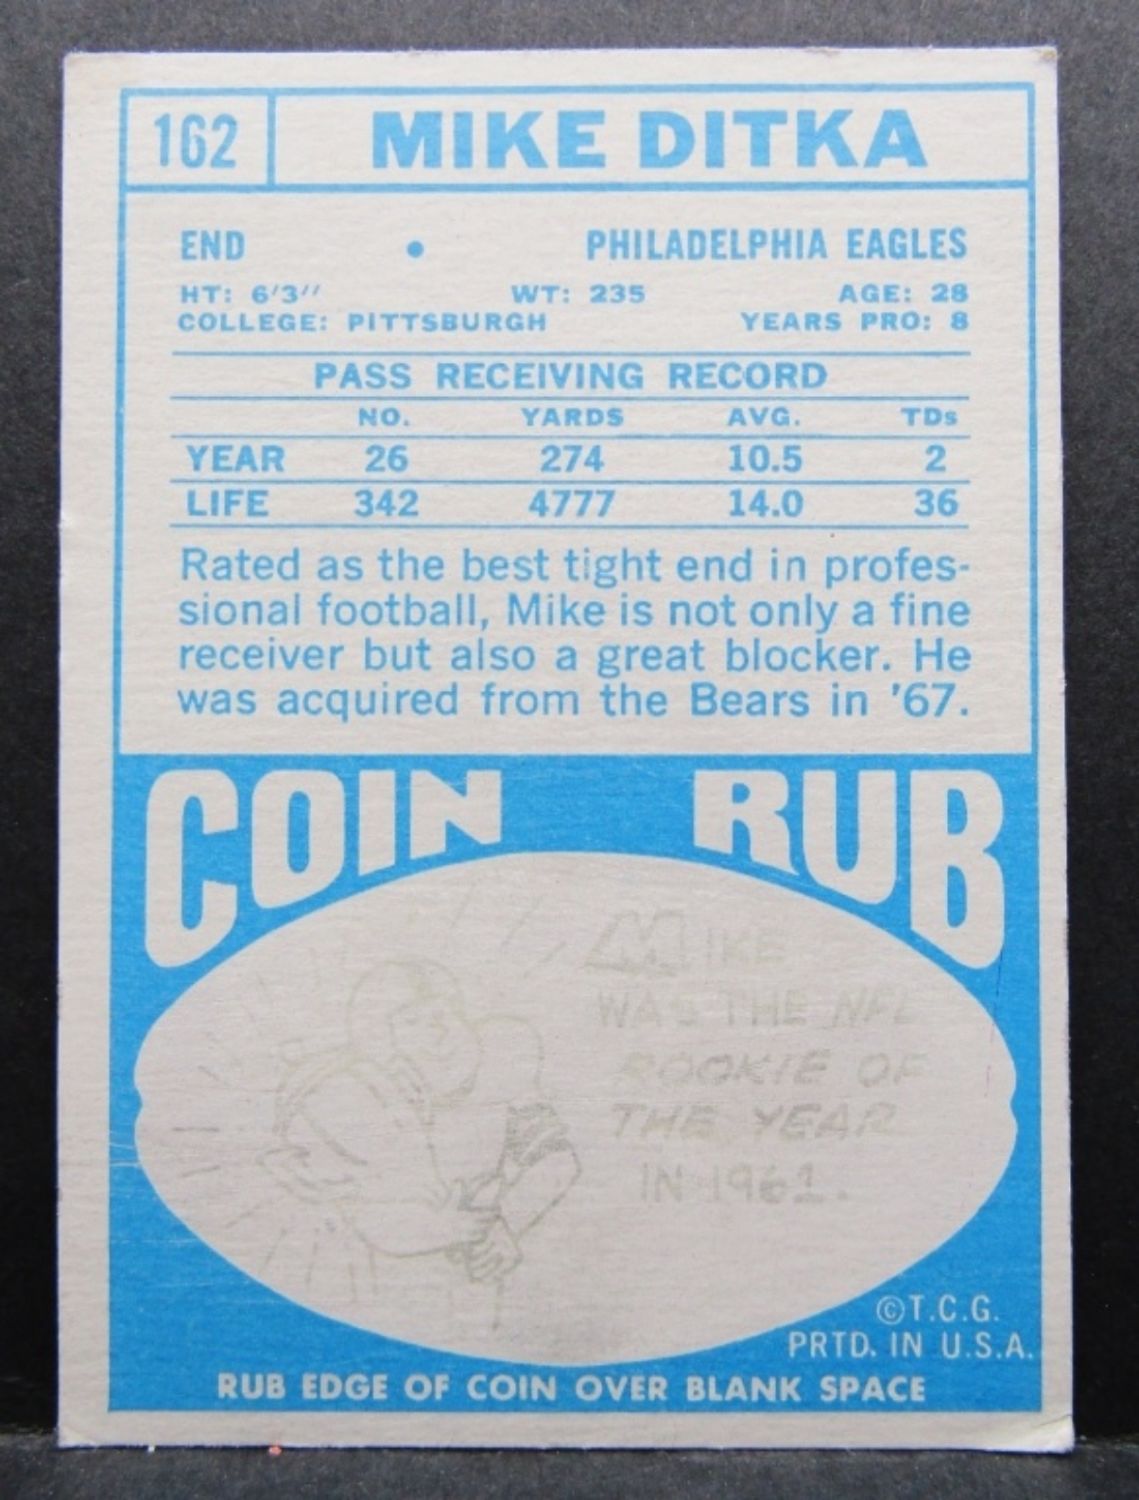 162 MIKE DITKA
END • PHILADELPHIA EAGLES
HT: 6'3'' WT: 235 AGE: 28
COLLEGE: PITTSBURGH YEARS PRO: 8
PASS RECEIVING RECORD
NO. YARDS AVG. TDs
YEAR 26 274 10.5 2
LIFE 342 4777 14.0 36
Rated as the best tight end in profes-
sional football, Mike is not only a fine
receiver but also a great blocker. He
was acquired from the Bears in '67.
COIN RUB
MIKE
WAS THE NFL
ROOKIE OF
THE YEAR
IN 1961.
©T.C.G.
PRTD. IN U.S.A.
RUB EDGE OF COIN OVER BLANK SPACE